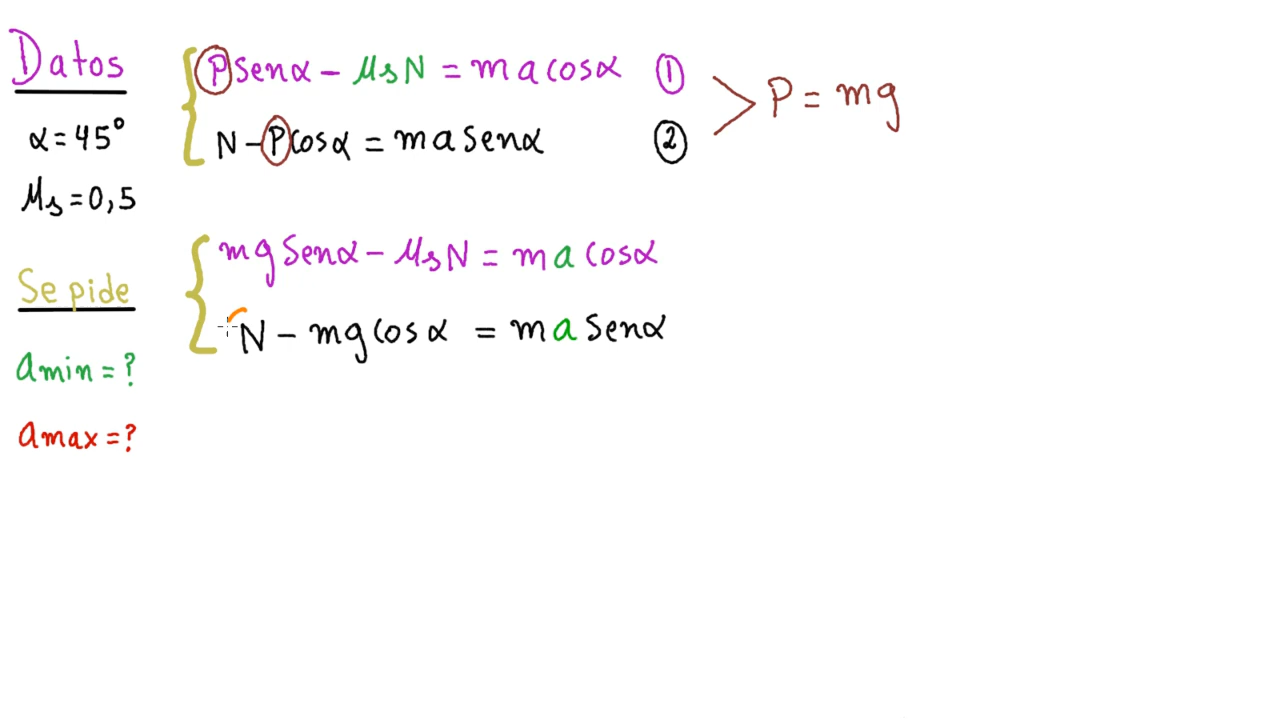 Datos
α = 45°
μs = 0,5
Se pide
amin = ?
amax = ?
P senα – μsN = m a cosα ①
N – P cosα = m a senα ②
P = mg
mg senα – μsN = m a cosα
N – mg cosα = m a senα